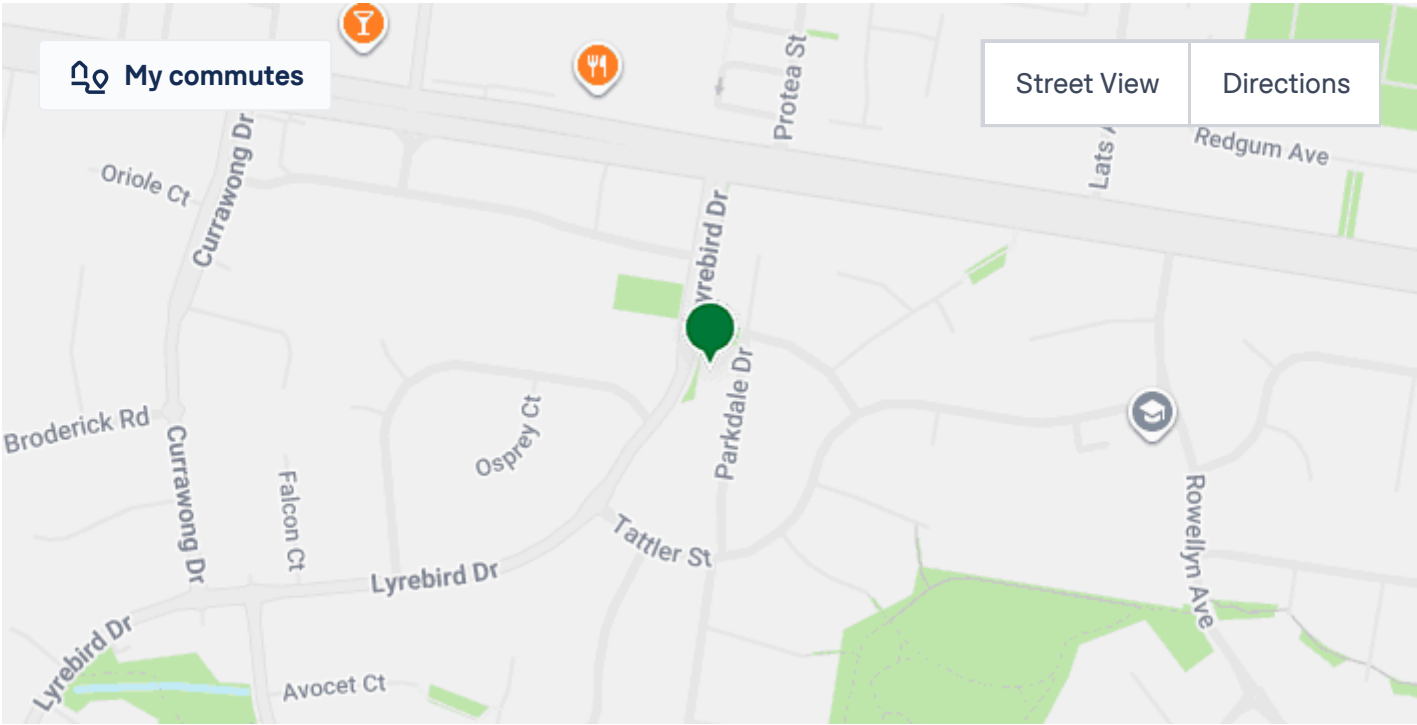 My commutes
Street View
Directions
Protea St
Currawong Dr
Oriole Ct
Lats
Redgum Ave
yrebird Dr
Parkdale Dr
Osprey Ct
Broderick Rd
Currawong Dr
Falcon Ct
Tattler St
Lyrebird Dr
Rowellyn Ave
Lyrebird Dr
Avocet Ct